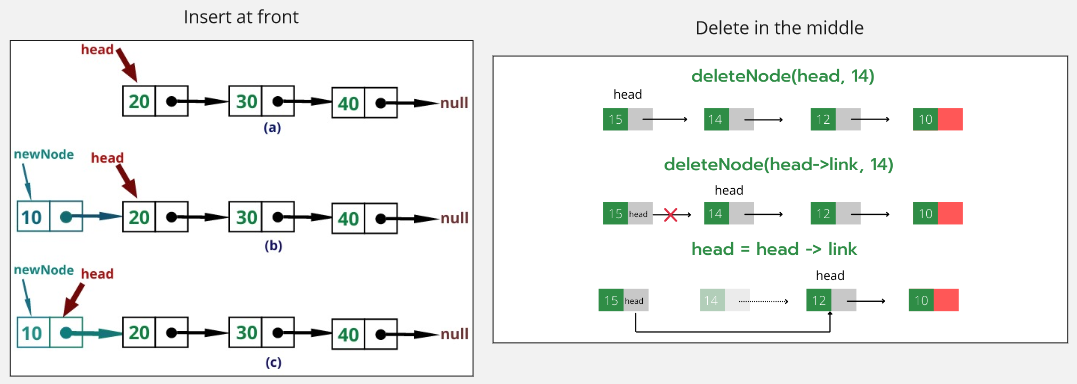 Insert at front
head
20 30 40 null
(a)
newNode head
10 20 30 40 null
(b)
newNode head
10 20 30 40 null
(c)
Delete in the middle
deleteNode(head, 14)
head
15 14 12 10
deleteNode(head->link, 14)
head
15 head 14 12 10
head = head -> link
head
15 head 14 12 10